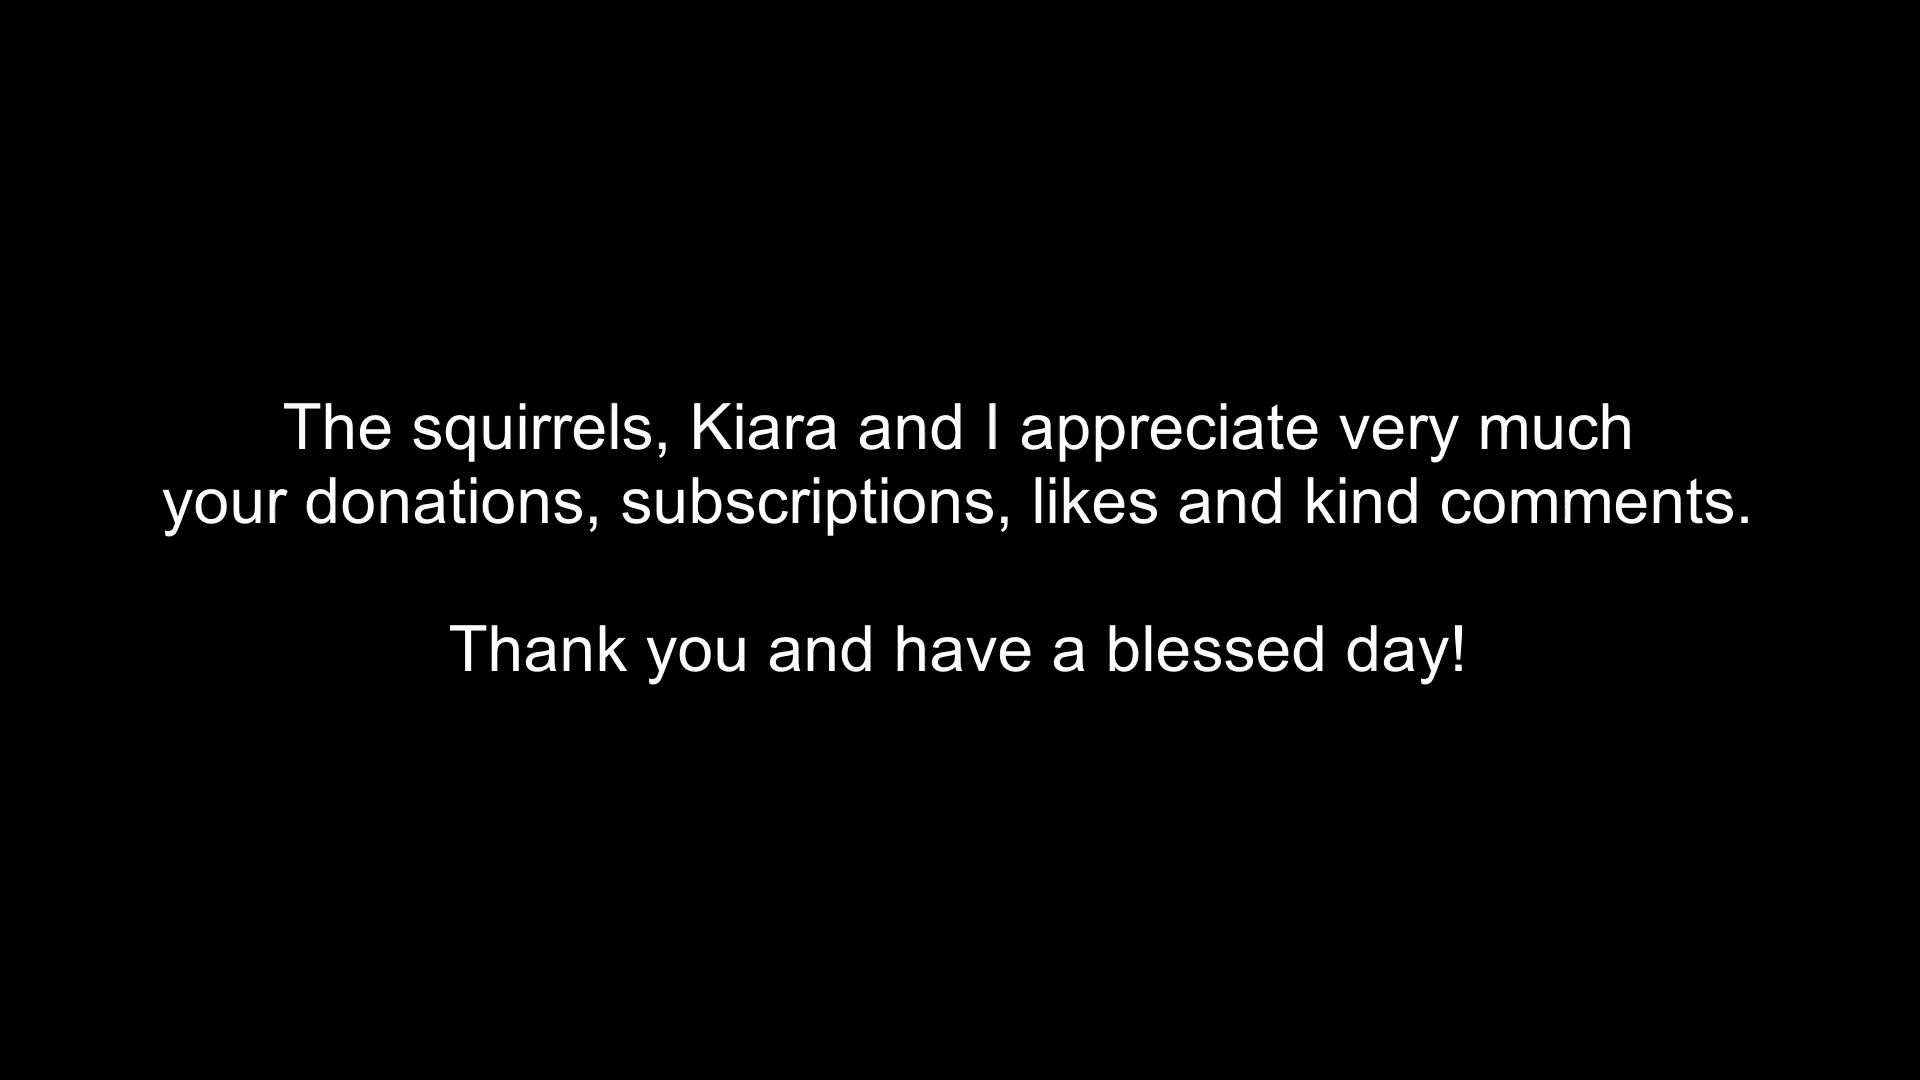 The squirrels, Kiara and I appreciate very much
your donations, subscriptions, likes and kind comments.
Thank you and have a blessed day!